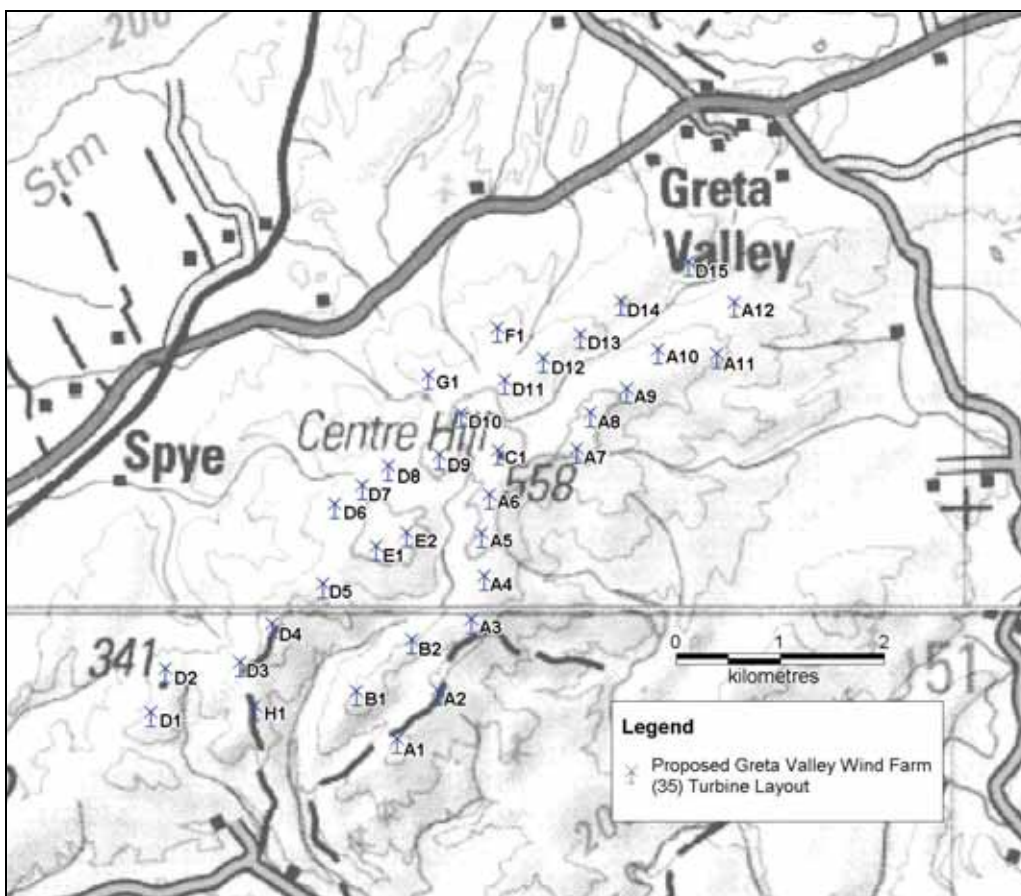 200
Stm
Greta
Valley
D15
D14
A12
F1
D13
D12
A10
A11
G1
D11
A9
D10
A8
Centre Hill
Spye
D9
C1
A7
D8
558
D7
A6
D6
E2
A5
E1
D5
A4
D4
A3
341
B2
0 1 2
kilometres
51
D2
D3
D1
H1
B1
A2
A1
Legend
Proposed Greta Valley Wind Farm
(35) Turbine Layout